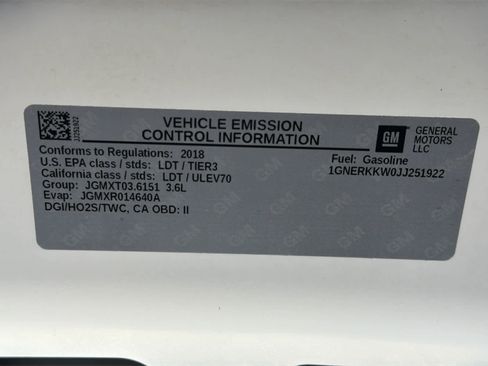 JJ251922
VEHICLE EMISSION
CONTROL INFORMATION
GM
GENERAL
MOTORS
LLC
Conforms to Regulations: 2018
U.S. EPA class / stds: LDT / TIER3
California class / stds: LDT / ULEV70
Group: JGMXT03.6151 3.6L
Evap: JGMXR014640A
DGI/HO2S/TWC, CA OBD: II
Fuel: Gasoline
1GNERKKW0JJ251922